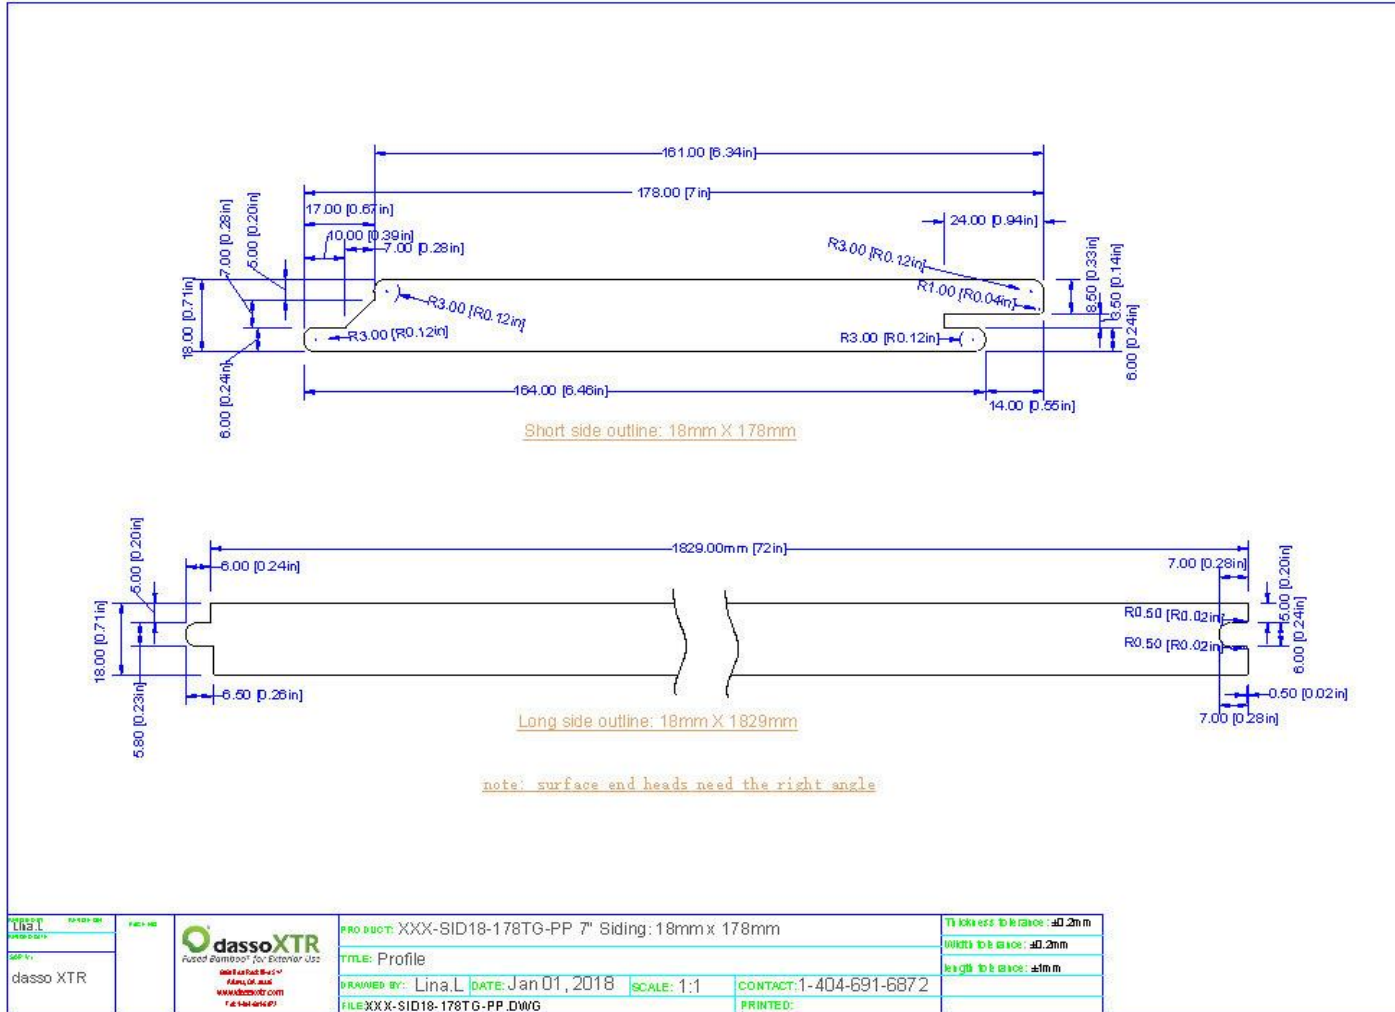 161.00 [6.34in]
178.00 [7in]
17.00 [0.67in]
10.00 [0.39in]
7.00 [0.28in]
24.00 [0.94in]
7.00 [0.28in]
5.00 [0.20in]
18.00 [0.71in]
6.00 [0.24in]
R3.00 [R0.12in]
R3.00 [R0.12in]
R3.00 [R0.12in]
R1.00 [R0.04in]
R3.00 [R0.12in]
8.50 [0.33in]
3.50 [0.14in]
6.00 [0.24in]
164.00 [6.46in]
14.00 [0.55in]
Short side outline: 18mm X 178mm
1829.00mm [72in]
5.00 [0.20in]
6.00 [0.24in]
18.00 [0.71in]
5.80 [0.23in]
6.50 [0.26in]
7.00 [0.28in]
5.00 [0.20in]
R0.50 [R0.02in]
R0.50 [R0.02in]
6.00 [0.24in]
0.50 [0.02in]
7.00 [0.28in]
Long side outline: 18mm X 1829mm
note: surface end heads need the right angle
Lina.L
dasso XTR
dassoXTR
Fused Bamboo® for Exterior Use
www.dassoxtr.com
PRODUCT: XXX-SID18-178TG-PP 7" Siding: 18mm x 178mm
TITLE: Profile
DRAWED BY: Lina.L DATE: Jan 01, 2018 SCALE: 1:1 CONTACT: 1-404-691-6872
FILE: XXX-SID18-178TG-PP.DWG PRINTED:
Thickness tolerance: ±0.2mm
Width tolerance: ±0.2mm
length tolerance: ±1mm